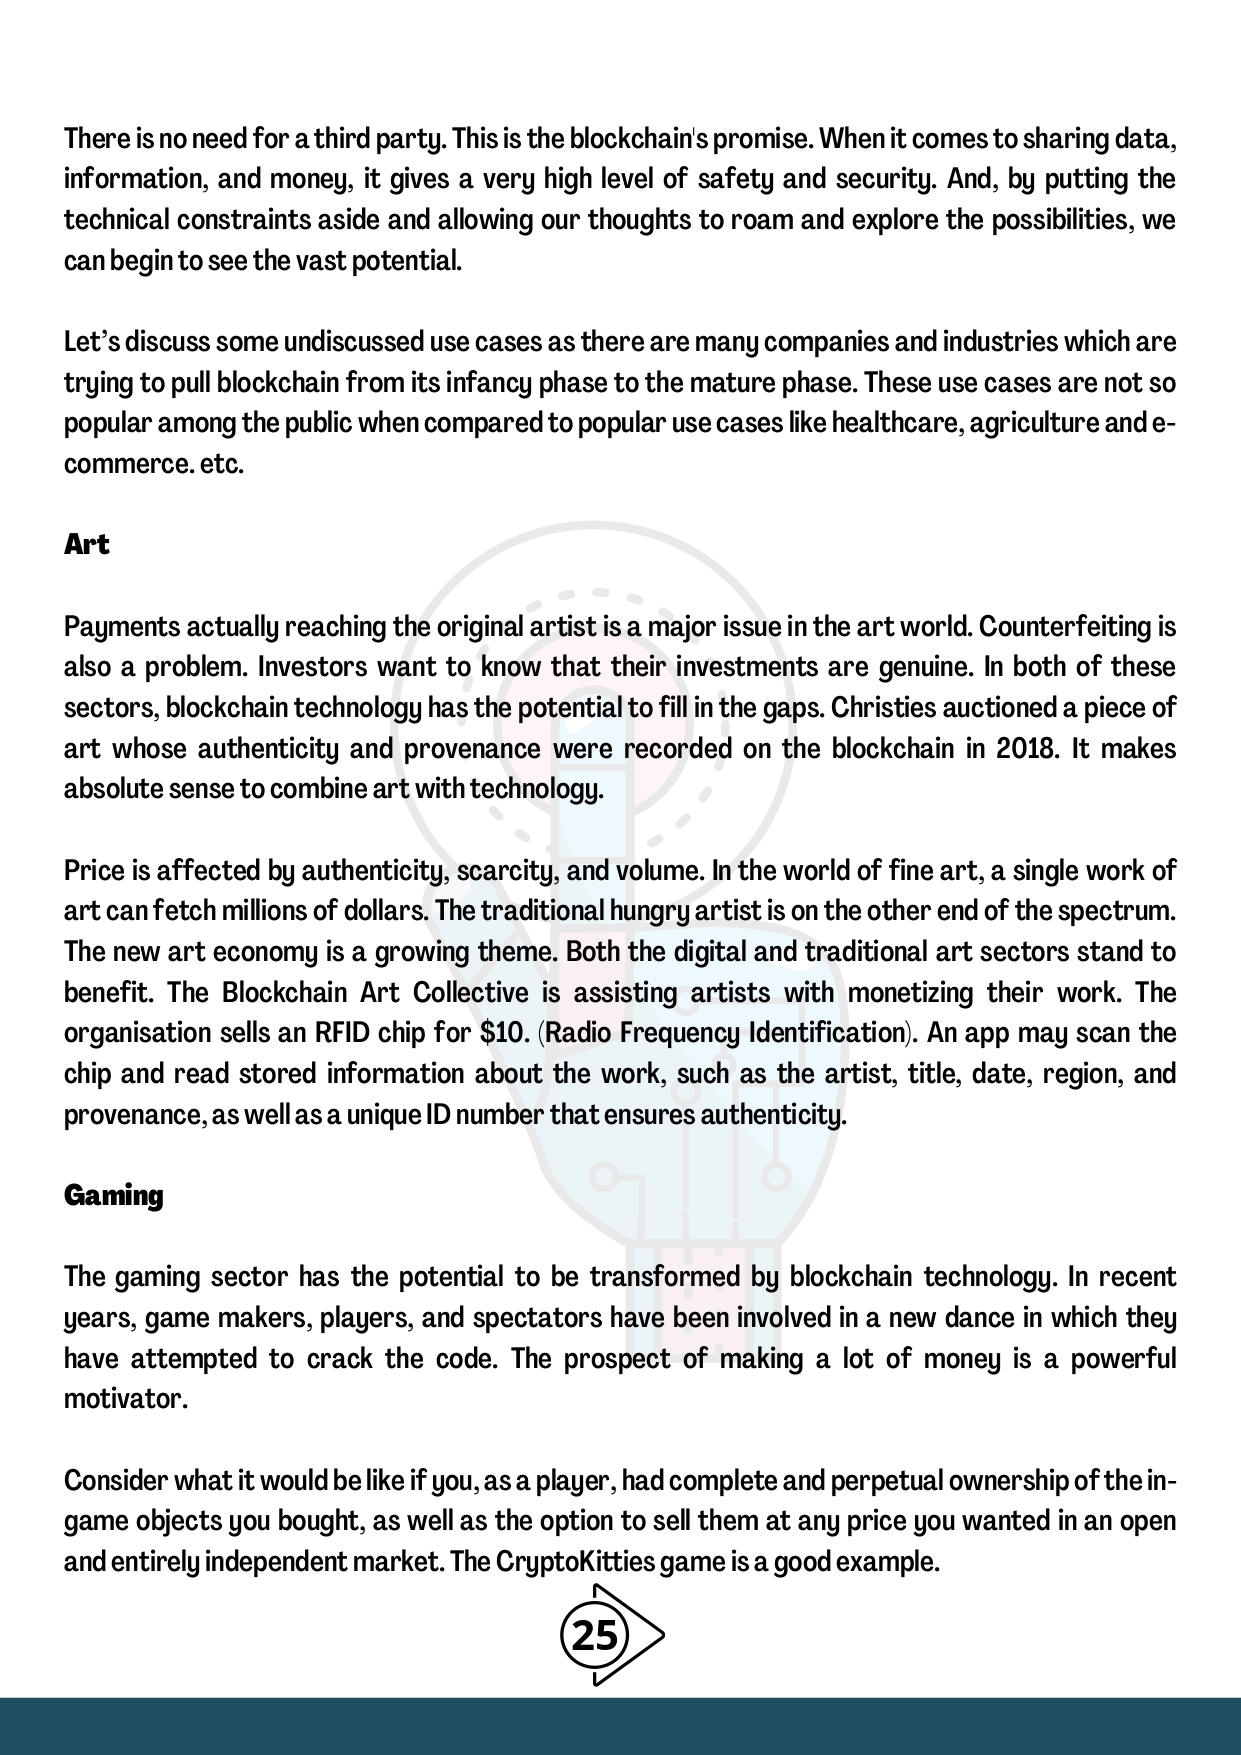 There is no need for a third party. This is the blockchain's promise. When it comes to sharing data,
information, and money, it gives a very high level of safety and security. And, by putting the
technical constraints aside and allowing our thoughts to roam and explore the possibilities, we
can begin to see the vast potential.
Let’s discuss some undiscussed use cases as there are many companies and industries which are
trying to pull blockchain from its infancy phase to the mature phase. These use cases are not so
popular among the public when compared to popular use cases like healthcare, agriculture and e-
commerce. etc.
Art
Payments actually reaching the original artist is a major issue in the art world. Counterfeiting is
also a problem. Investors want to know that their investments are genuine. In both of these
sectors, blockchain technology has the potential to fill in the gaps. Christies auctioned a piece of
art whose authenticity and provenance were recorded on the blockchain in 2018. It makes
absolute sense to combine art with technology.
Price is affected by authenticity, scarcity, and volume. In the world of fine art, a single work of
art can fetch millions of dollars. The traditional hungry artist is on the other end of the spectrum.
The new art economy is a growing theme. Both the digital and traditional art sectors stand to
benefit. The Blockchain Art Collective is assisting artists with monetizing their work. The
organisation sells an RFID chip for $10. (Radio Frequency Identification). An app may scan the
chip and read stored information about the work, such as the artist, title, date, region, and
provenance, as well as a unique ID number that ensures authenticity.
Gaming
The gaming sector has the potential to be transformed by blockchain technology. In recent
years, game makers, players, and spectators have been involved in a new dance in which they
have attempted to crack the code. The prospect of making a lot of money is a powerful
motivator.
Consider what it would be like if you, as a player, had complete and perpetual ownership of the in-
game objects you bought, as well as the option to sell them at any price you wanted in an open
and entirely independent market. The CryptoKitties game is a good example.
25